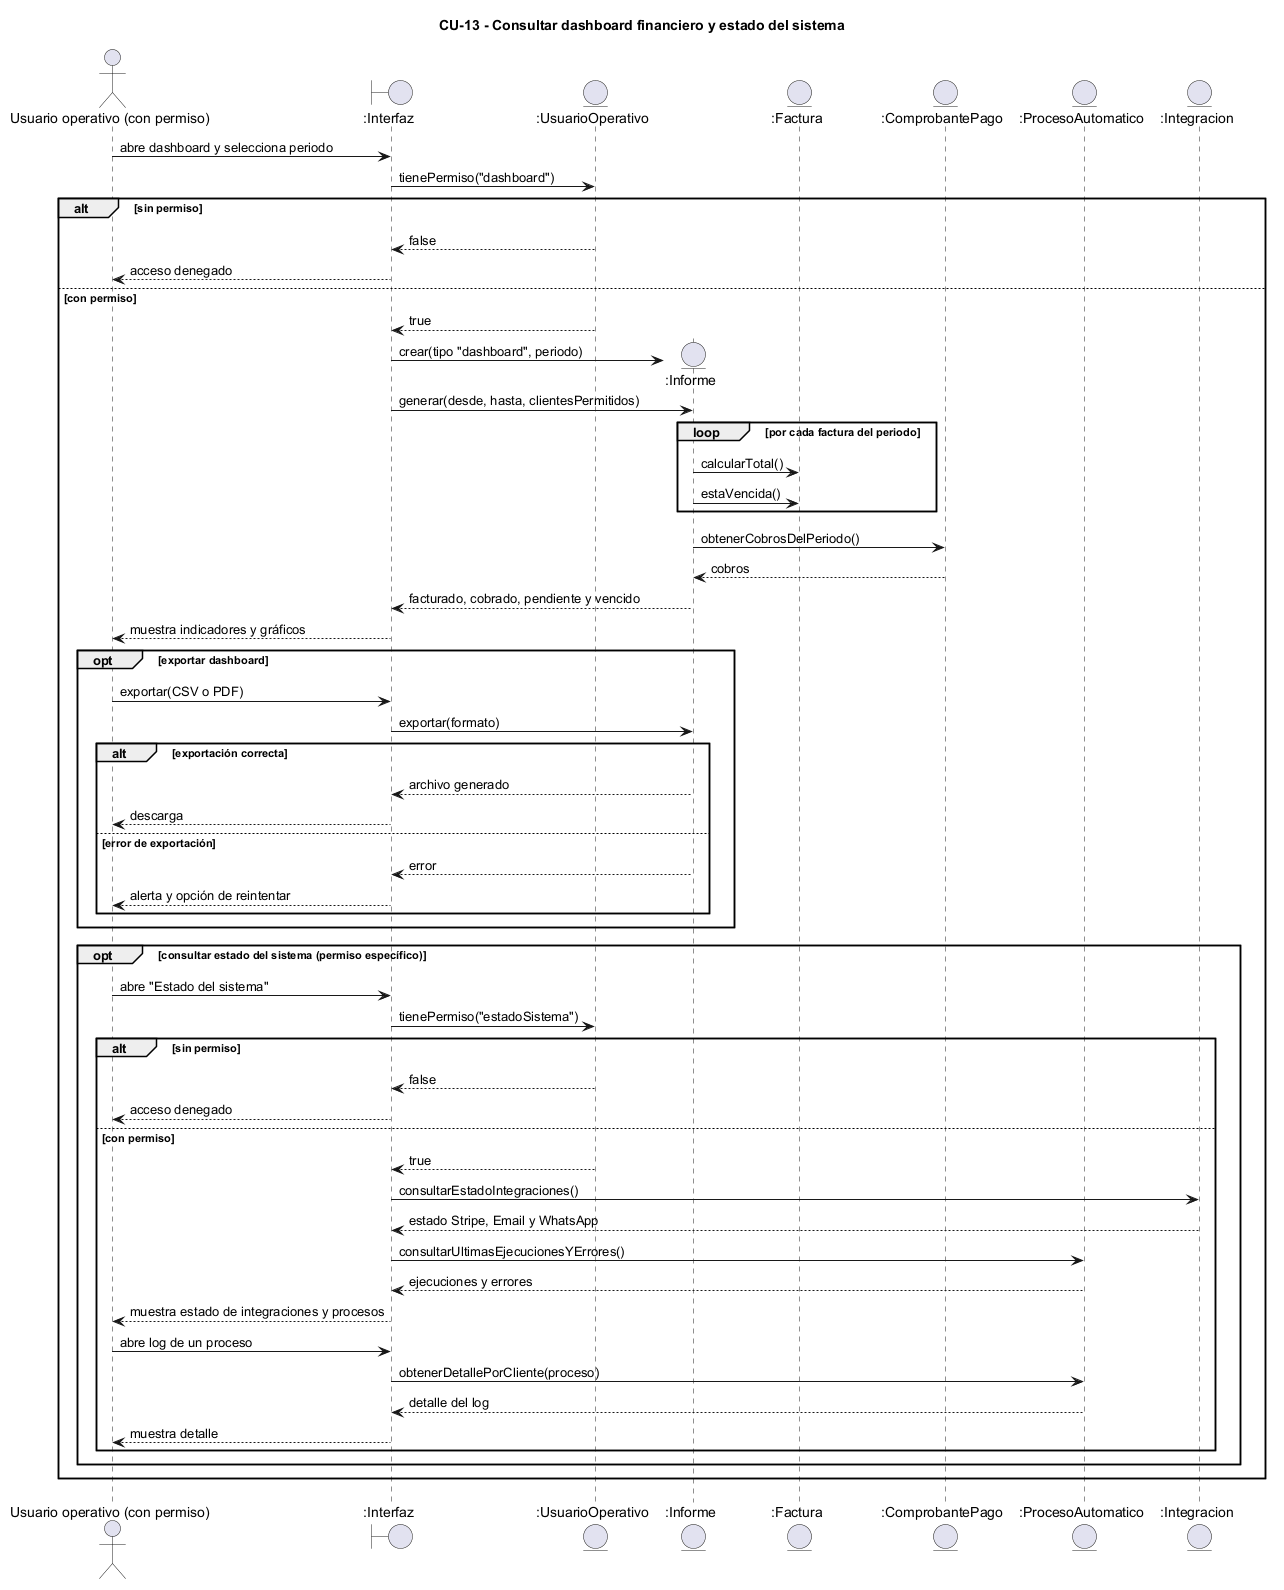 CU-13 - Consultar dashboard financiero y estado del sistema
Usuario operativo (con permiso)
:Interfaz
:UsuarioOperativo
:Factura
:ComprobantePago
:ProcesoAutomatico
:Integracion
abre dashboard y selecciona periodo
tienePermiso("dashboard")
alt
[sin permiso]
false
acceso denegado
[con permiso]
true
crear(tipo "dashboard", periodo)
:Informe
generar(desde, hasta, clientesPermitidos)
loop
[por cada factura del periodo]
calcularTotal()
estaVencida()
obtenerCobrosDelPeriodo()
cobros
facturado, cobrado, pendiente y vencido
muestra indicadores y gráficos
opt
[exportar dashboard]
exportar(CSV o PDF)
exportar(formato)
alt
[exportación correcta]
archivo generado
descarga
[error de exportación]
error
alerta y opción de reintentar
opt
[consultar estado del sistema (permiso específico)]
abre "Estado del sistema"
tienePermiso("estadoSistema")
alt
[sin permiso]
false
acceso denegado
[con permiso]
true
consultarEstadoIntegraciones()
estado Stripe, Email y WhatsApp
consultarUltimasEjecucionesYErrores()
ejecuciones y errores
muestra estado de integraciones y procesos
abre log de un proceso
obtenerDetallePorCliente(proceso)
detalle del log
muestra detalle
Usuario operativo (con permiso)
:Interfaz
:UsuarioOperativo
:Informe
:Factura
:ComprobantePago
:ProcesoAutomatico
:Integracion